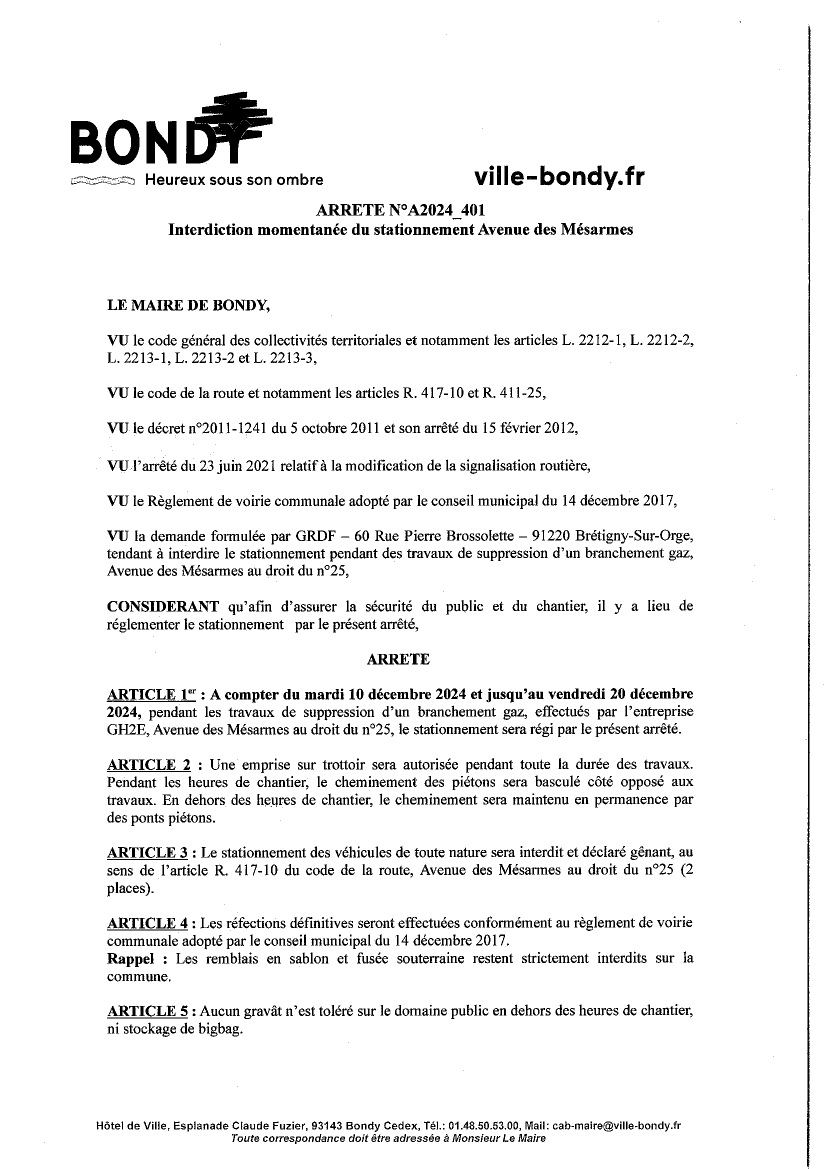 BONDY
Heureux sous son ombre
ville-bondy.fr
ARRETE N°A2024_401
Interdiction momentanée du stationnement Avenue des Mésarmes
LE MAIRE DE BONDY,
VU le code général des collectivités territoriales et notamment les articles L. 2212-1, L. 2212-2,
L. 2213-1, L. 2213-2 et L. 2213-3,
VU le code de la route et notamment les articles R. 417-10 et R. 411-25,
VU le décret n°2011-1241 du 5 octobre 2011 et son arrêté du 15 février 2012,
VU l'arrêté du 23 juin 2021 relatif à la modification de la signalisation routière,
VU le Règlement de voirie communale adopté par le conseil municipal du 14 décembre 2017,
VU la demande formulée par GRDF – 60 Rue Pierre Brossolette – 91220 Brétigny-Sur-Orge,
tendant à interdire le stationnement pendant des travaux de suppression d'un branchement gaz,
Avenue des Mésarmes au droit du n°25,
CONSIDERANT qu'afin d'assurer la sécurité du public et du chantier, il y a lieu de
réglementer le stationnement par le présent arrêté,
ARRETE
ARTICLE 1er : A compter du mardi 10 décembre 2024 et jusqu'au vendredi 20 décembre
2024, pendant les travaux de suppression d'un branchement gaz, effectués par l'entreprise
GH2E, Avenue des Mésarmes au droit du n°25, le stationnement sera régi par le présent arrêté.
ARTICLE 2 : Une emprise sur trottoir sera autorisée pendant toute la durée des travaux.
Pendant les heures de chantier, le cheminement des piétons sera basculé côté opposé aux
travaux. En dehors des heures de chantier, le cheminement sera maintenu en permanence par
des ponts piétons.
ARTICLE 3 : Le stationnement des véhicules de toute nature sera interdit et déclaré gênant, au
sens de l'article R. 417-10 du code de la route, Avenue des Mésarmes au droit du n°25 (2
places).
ARTICLE 4 : Les réfections définitives seront effectuées conformément au règlement de voirie
communale adopté par le conseil municipal du 14 décembre 2017.
Rappel : Les remblais en sablon et fusée souterraine restent strictement interdits sur la
commune.
ARTICLE 5 : Aucun gravât n'est toléré sur le domaine public en dehors des heures de chantier,
ni stockage de bigbag.
Hôtel de Ville, Esplanade Claude Fuzier, 93143 Bondy Cedex, Tél.: 01.48.50.53.00, Mail: cab-maire@ville-bondy.fr
Toute correspondance doit être adressée à Monsieur Le Maire